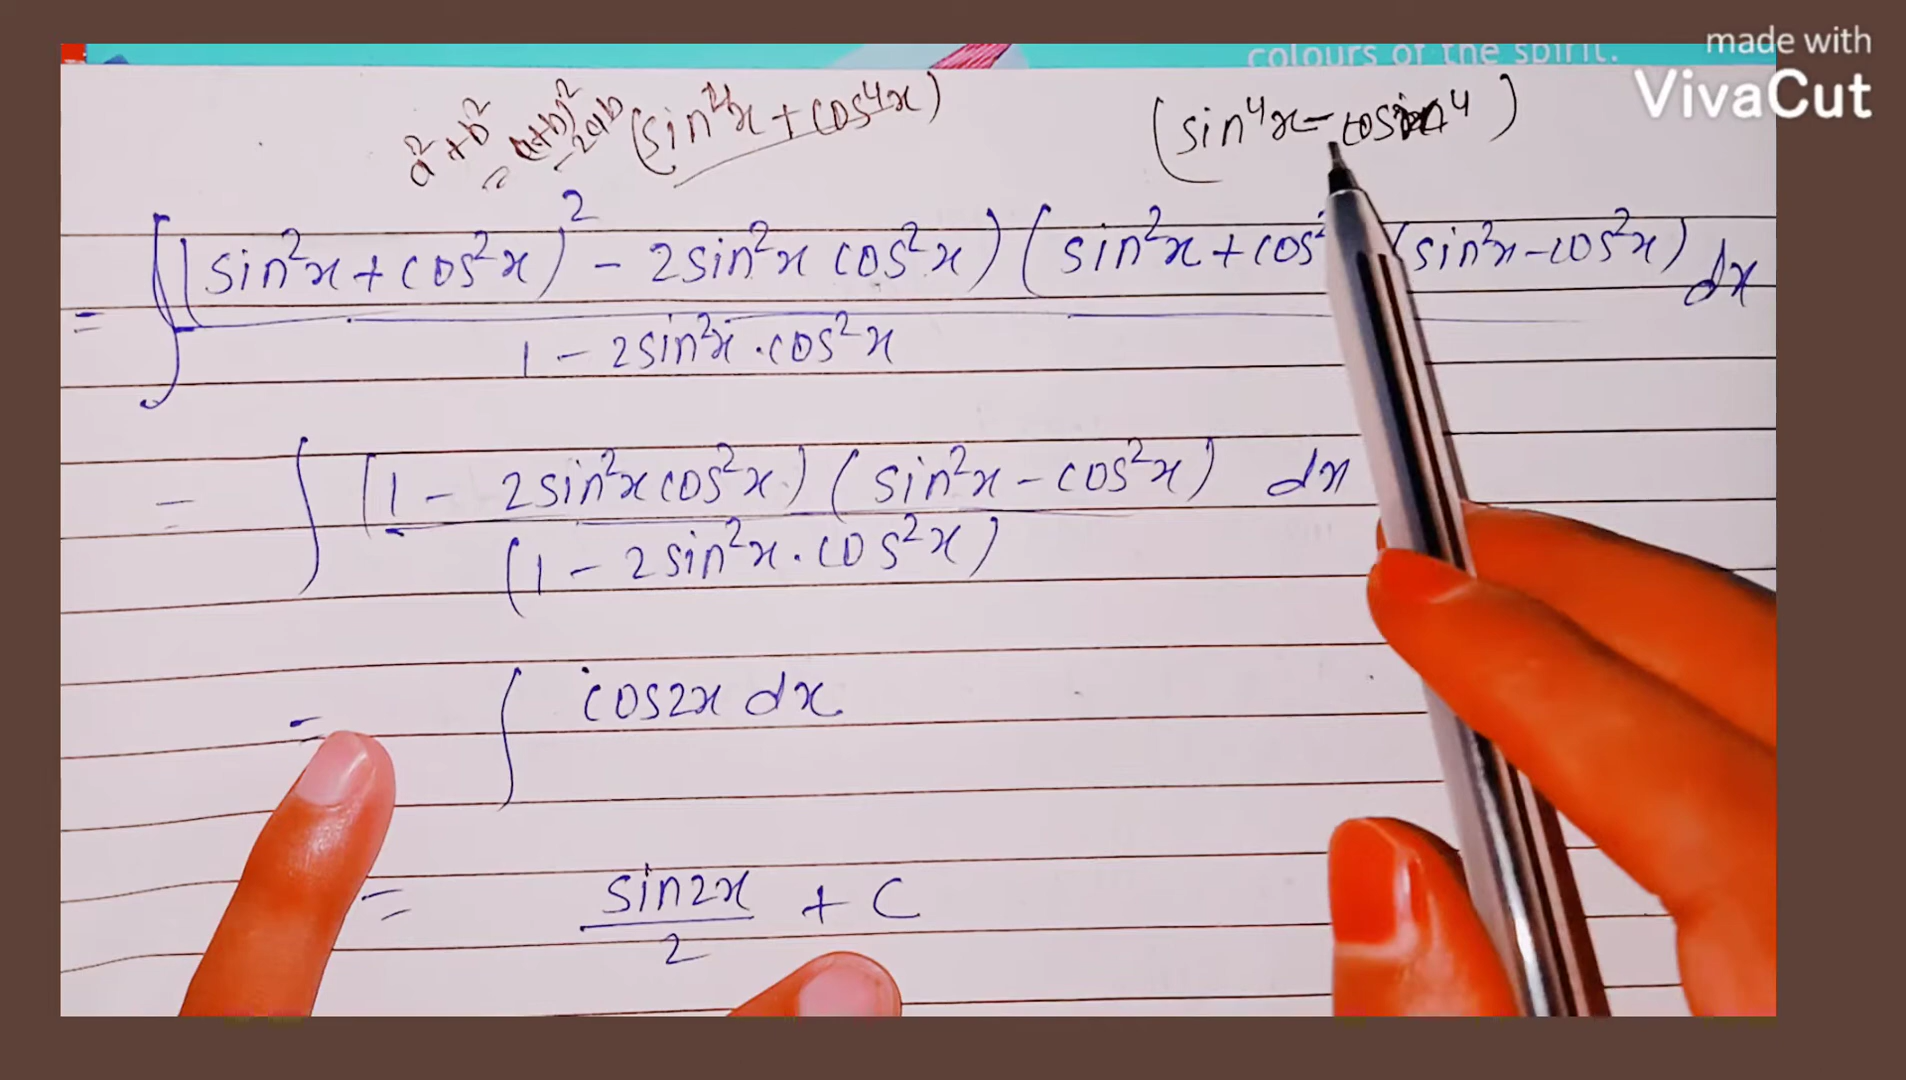 made with
VivaCut
colours of the spirit.
a² + b² = (a+b)² - 2ab (sin⁴x + cos⁴x) (sin⁴x - cos⁴)
= ∫ (sin²x + cos²x)² - 2sin²x cos²x) (sin²x + cos² (sin²x - cos²x) dx
1 - 2sin²x . cos²x
= ∫ (1 - 2sin²x cos²x) (sin²x - cos²x) dx
(1 - 2sin²x . cos²x)
= ∫ cos2x dx
= sin2x + c
2